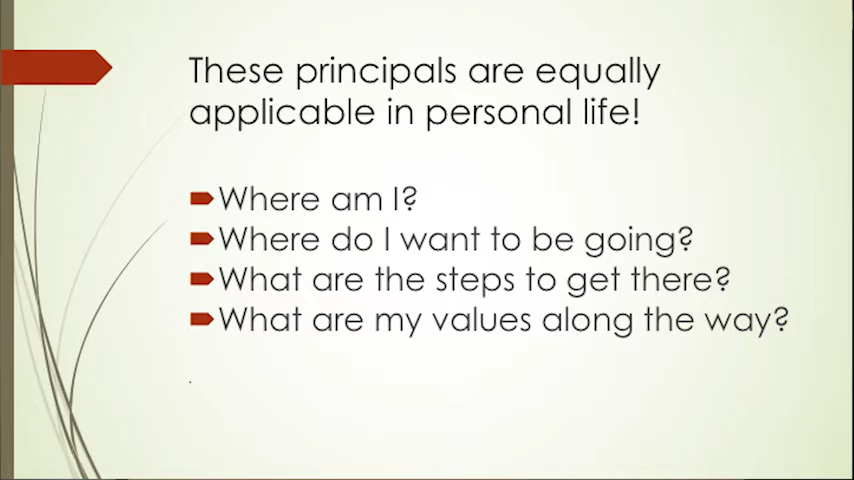 These principals are equally
applicable in personal life!
Where am I?
Where do I want to be going?
What are the steps to get there?
What are my values along the way?
.